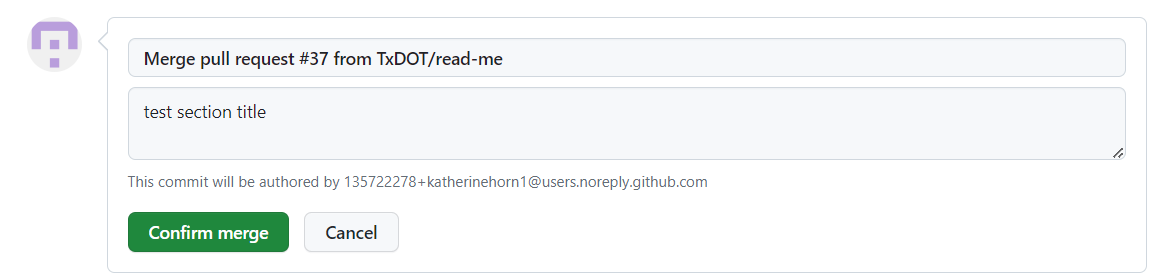 Merge pull request #37 from TxDOT/read-me
test section title
This commit will be authored by 135722278+katherinehorn1@users.noreply.github.com
Confirm merge
Cancel